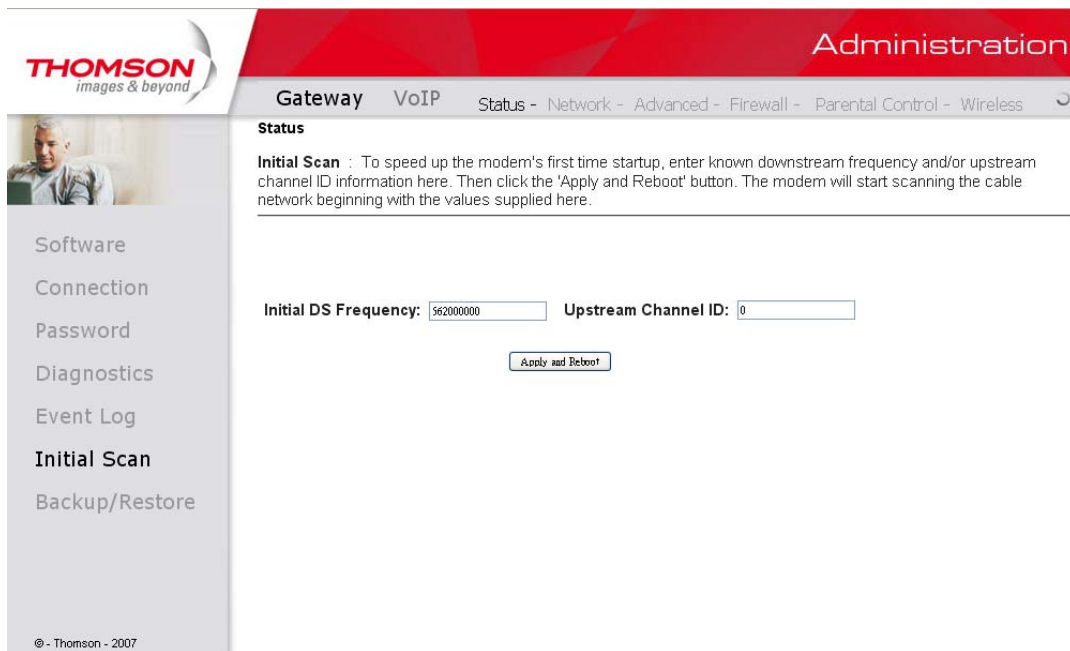 THOMSON
images & beyond
Administration
Gateway VoIP Status - Network - Advanced - Firewall - Parental Control - Wireless
Status
Initial Scan : To speed up the modem's first time startup, enter known downstream frequency and/or upstream
channel ID information here. Then click the 'Apply and Reboot' button. The modem will start scanning the cable
network beginning with the values supplied here.
Software
Connection
Password
Diagnostics
Event Log
Initial Scan
Backup/Restore
Initial DS Frequency: 562000000 Upstream Channel ID: 0
Apply and Reboot
© - Thomson - 2007